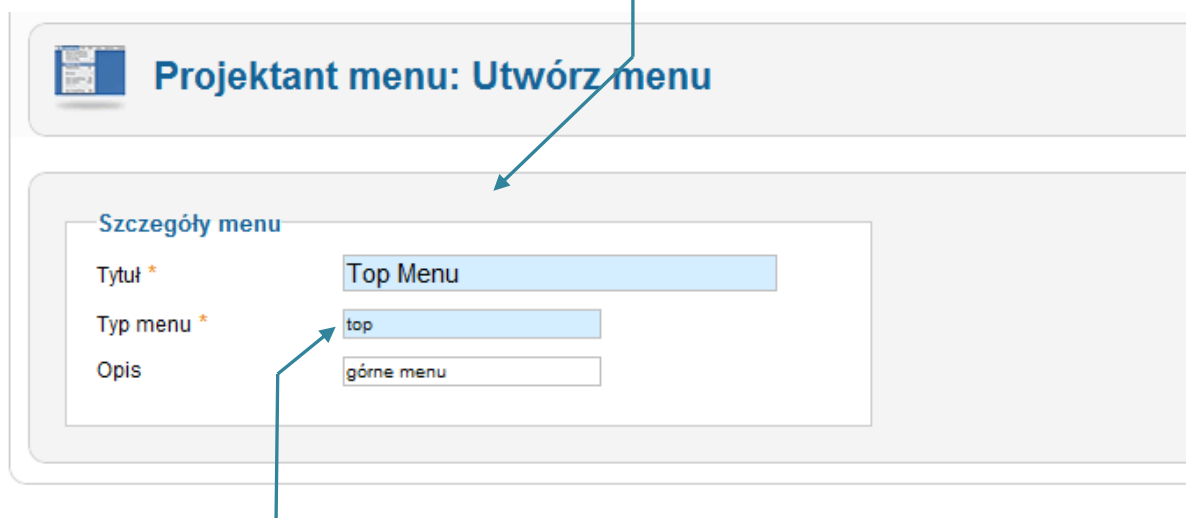 Projektant menu: Utwórz menu
Szczegóły menu
Tytuł * Top Menu
Typ menu * top
Opis górne menu